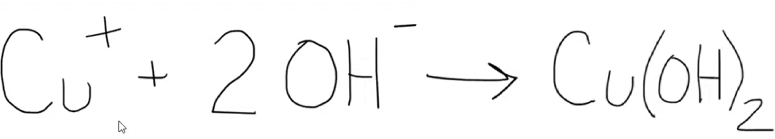 Cu⁺ + 2 OH⁻ → Cu(OH)₂